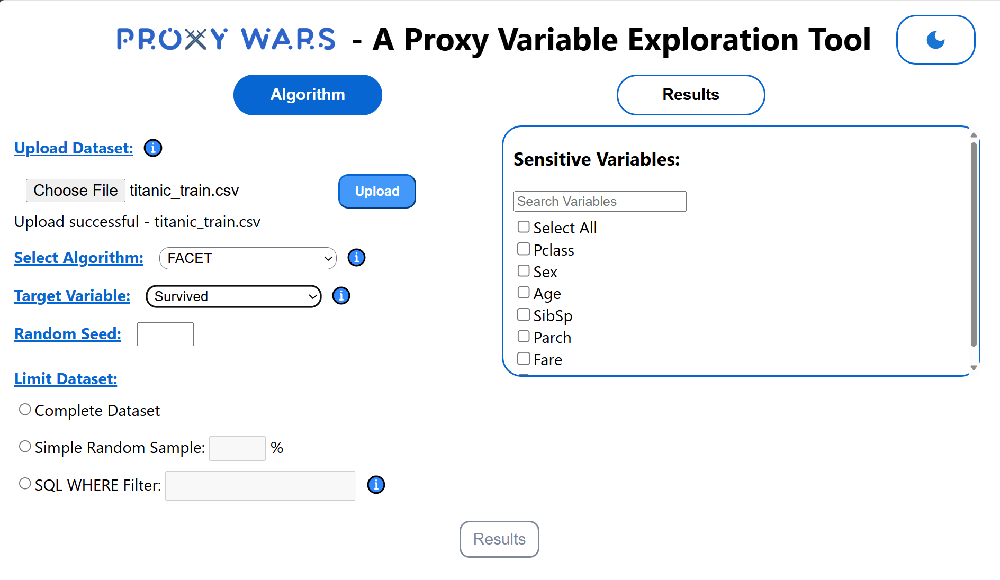 PROXY WARS - A Proxy Variable Exploration Tool
Algorithm
Results
Upload Dataset:
Choose File titanic_train.csv
Upload
Upload successful - titanic_train.csv
Select Algorithm: FACET
Target Variable: Survived
Random Seed:
Limit Dataset:
Complete Dataset
Simple Random Sample: %
SQL WHERE Filter:
Sensitive Variables:
Search Variables
Select All
Pclass
Sex
Age
SibSp
Parch
Fare
Results